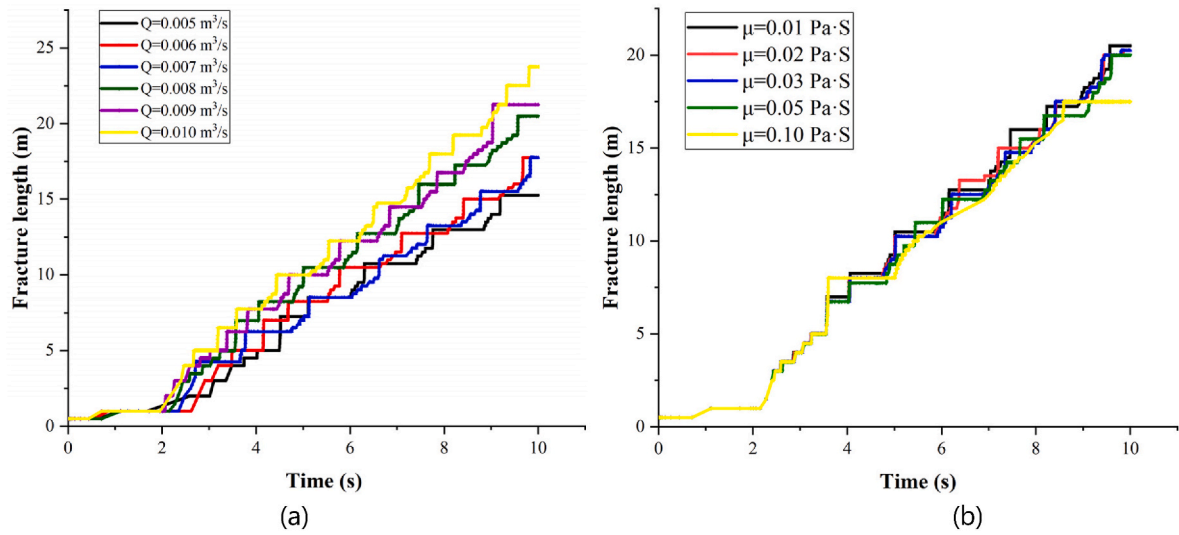 Q=0.005 m³/s
Q=0.006 m³/s
Q=0.007 m³/s
Q=0.008 m³/s
Q=0.009 m³/s
Q=0.010 m³/s
25
20
15
10
5
0
Fracture length (m)
0 2 4 6 8 10
Time (s)
(a)
μ=0.01 Pa·S
μ=0.02 Pa·S
μ=0.03 Pa·S
μ=0.05 Pa·S
μ=0.10 Pa·S
20
15
10
5
0
Fracture length (m)
0 2 4 6 8 10
Time (s)
(b)